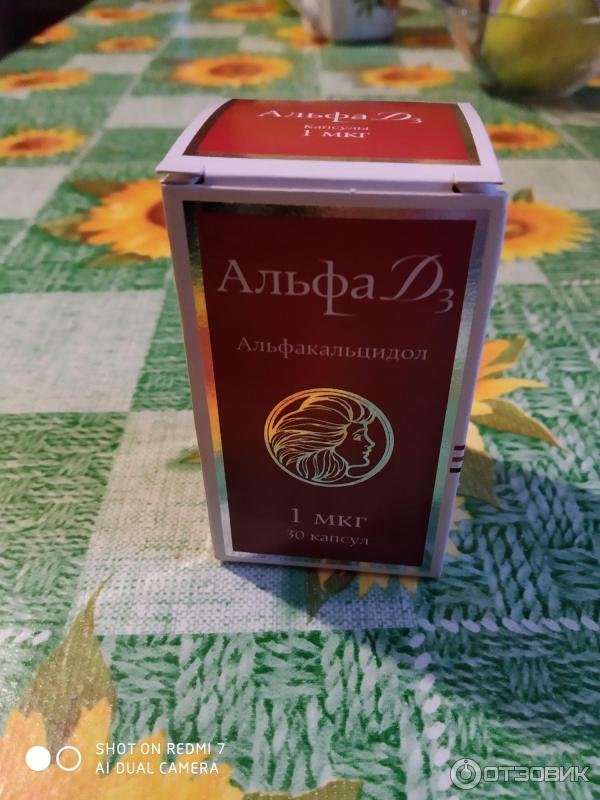 Альфа D₃
капсулы
1 мкг
Альфа D₃
Альфакальцидол
1 мкг
30 капсул
SHOT ON REDMI 7
AI DUAL CAMERA
ОТЗОВИК